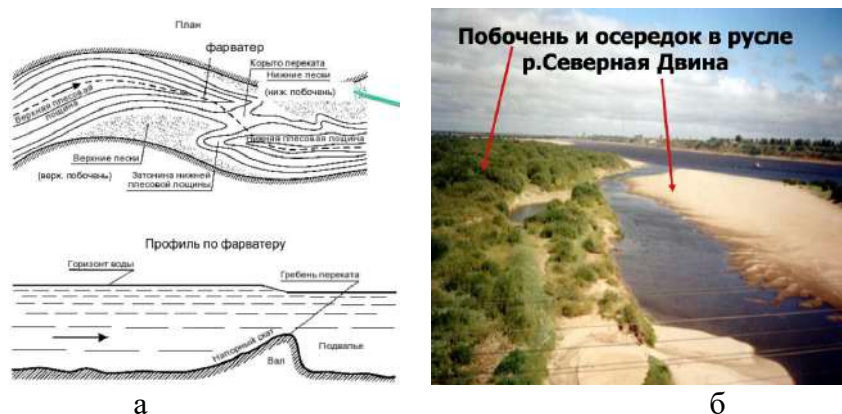 План
фарватер
Корыто переката
Нижние пески
(ниж. побочень)
Верхняя плесовая
лощина
Нижняя плесовая лощина
Верхние пески
(верх. побочень)
Затонина нижней
плесовой лощины
Профиль по фарватеру
Горизонт воды
Гребень переката
Напорный скат
Вал
Подвалье
а
Побочень и осередок в русле
р.Северная Двина
б